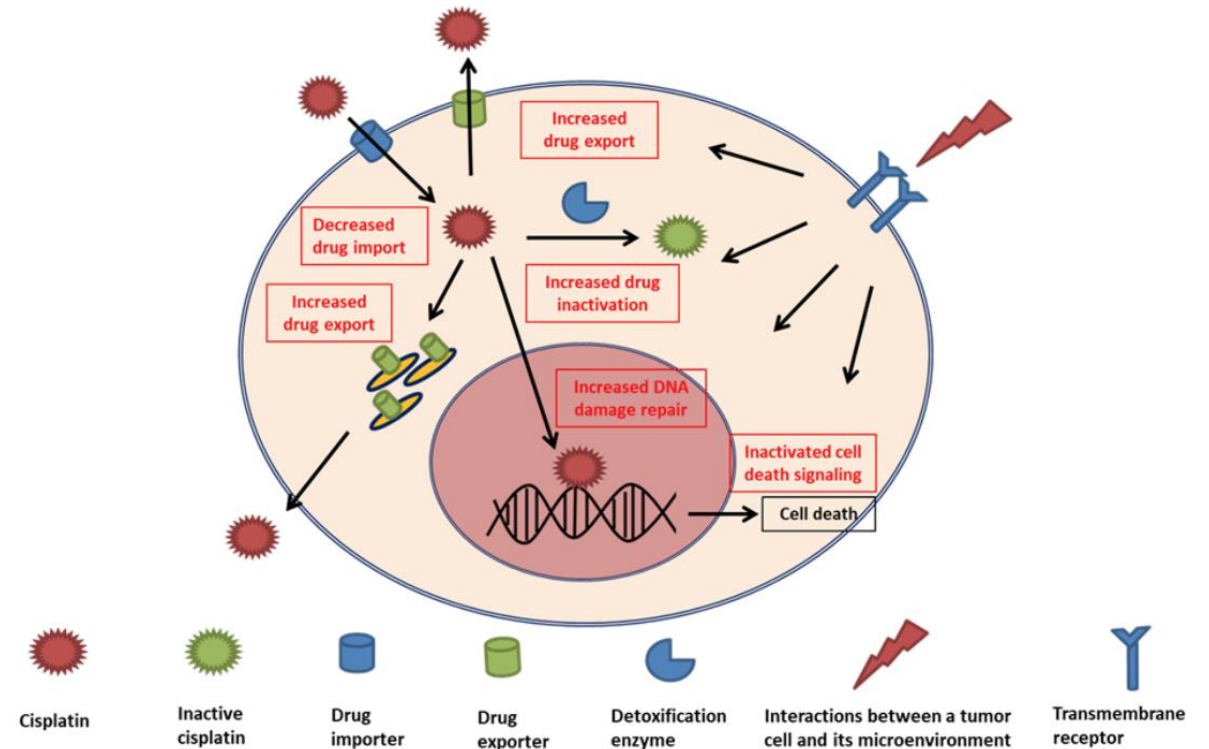 Increased
drug export
Decreased
drug import
Increased drug
inactivation
Increased
drug export
Increased DNA
damage repair
Inactivated cell
death signaling
Cell death
Cisplatin
Inactive
cisplatin
Drug
importer
Drug
exporter
Detoxification
enzyme
Interactions between a tumor
cell and its microenvironment
Transmembrane
receptor